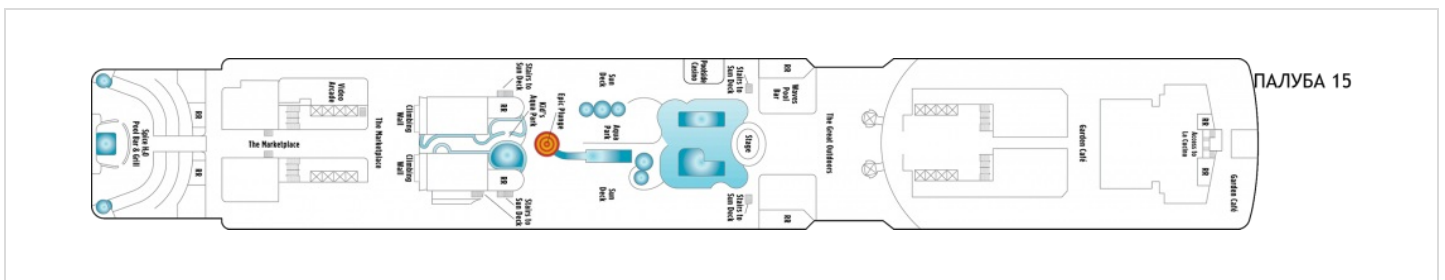 ПАЛУБА 15
Spice H₂O
Pool Bar & Grill
RR
RR
The Marketplace
Video
Arcade
The Marketplace
Climbing
Wall
Climbing
Wall
Stairs to
Sun Deck
RR
Kid's
Aqua Park
Epic Plunge
RR
Stairs to
Sun Deck
Sun
Deck
Aqua
Park
Sun
Deck
Poolside
Casino
Stairs to
Sun Deck
Stage
Stairs to
Sun Deck
RR
Waves
Pool
Bar
RR
The Great Outdoors
Garden Café
RR
Access to
La Cucina
RR
Garden Café